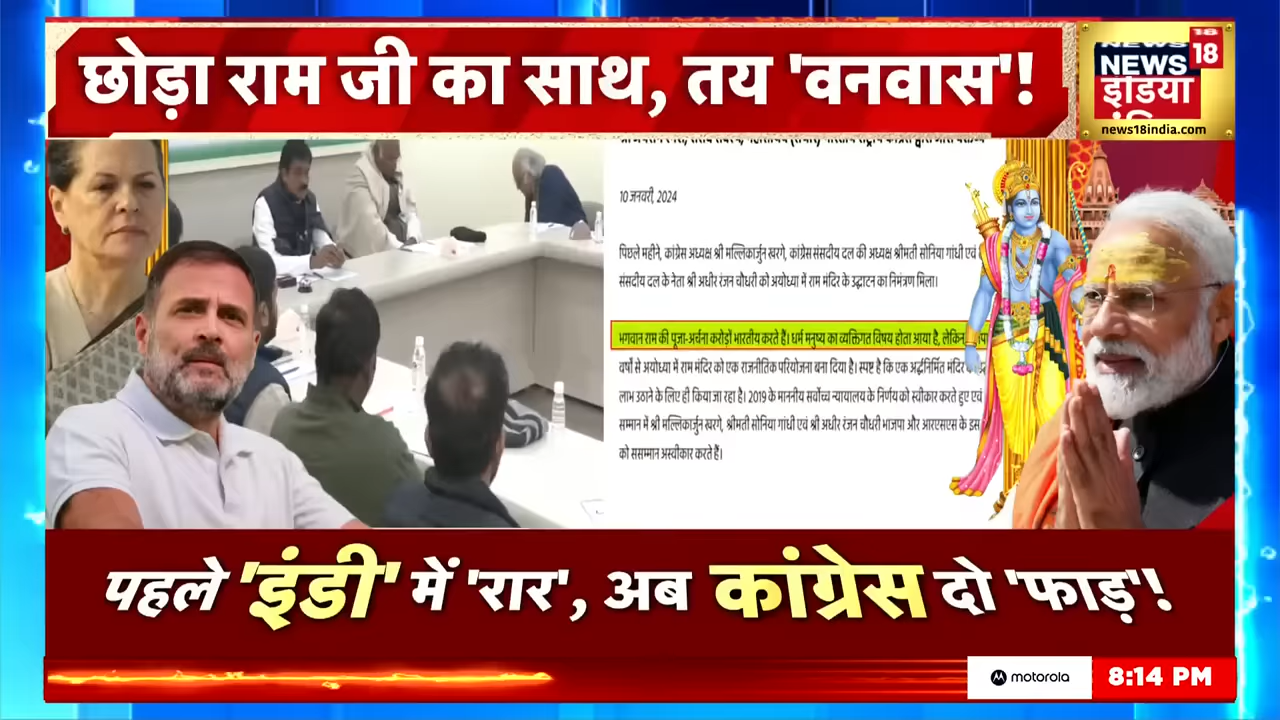 छोड़ा राम जी का साथ, तय 'वनवास'!
18
NEWS
NEWS
इंडिया
news18india.com
10 जनवरी, 2024
पिछले महीने, कांग्रेस अध्यक्ष श्री मल्लिकार्जुन खरगे, कांग्रेस संसदीय दल की अध्यक्ष श्रीमती सोनिया गांधी एवं
संसदीय दल के नेता श्री अधीर रंजन चौधरी को अयोध्या में राम मंदिर के उद्घाटन का निमंत्रण मिला।
भगवान राम की पूजा-अर्चना करोड़ों भारतीय करते हैं। धर्म मनुष्य का व्यक्तिगत विषय होता आया है, लेकिन
वर्षों से अयोध्या में राम मंदिर को एक राजनीतिक परियोजना बना दिया है। स्पष्ट है कि एक अर्द्धनिर्मित मंदिर
लाभ उठाने के लिए ही किया जा रहा है। 2019 के माननीय सर्वोच्च न्यायालय के निर्णय को स्वीकार करते हुए एवं
सम्मान में श्री मल्लिकार्जुन खरगे, श्रीमती सोनिया गांधी एवं श्री अधीर रंजन चौधरी भाजपा और आरएसएस के इस
को ससम्मान अस्वीकार करते हैं।
पहले 'इंडी' में 'रार', अब कांग्रेस दो 'फाड़'!
motorola
8:14 PM